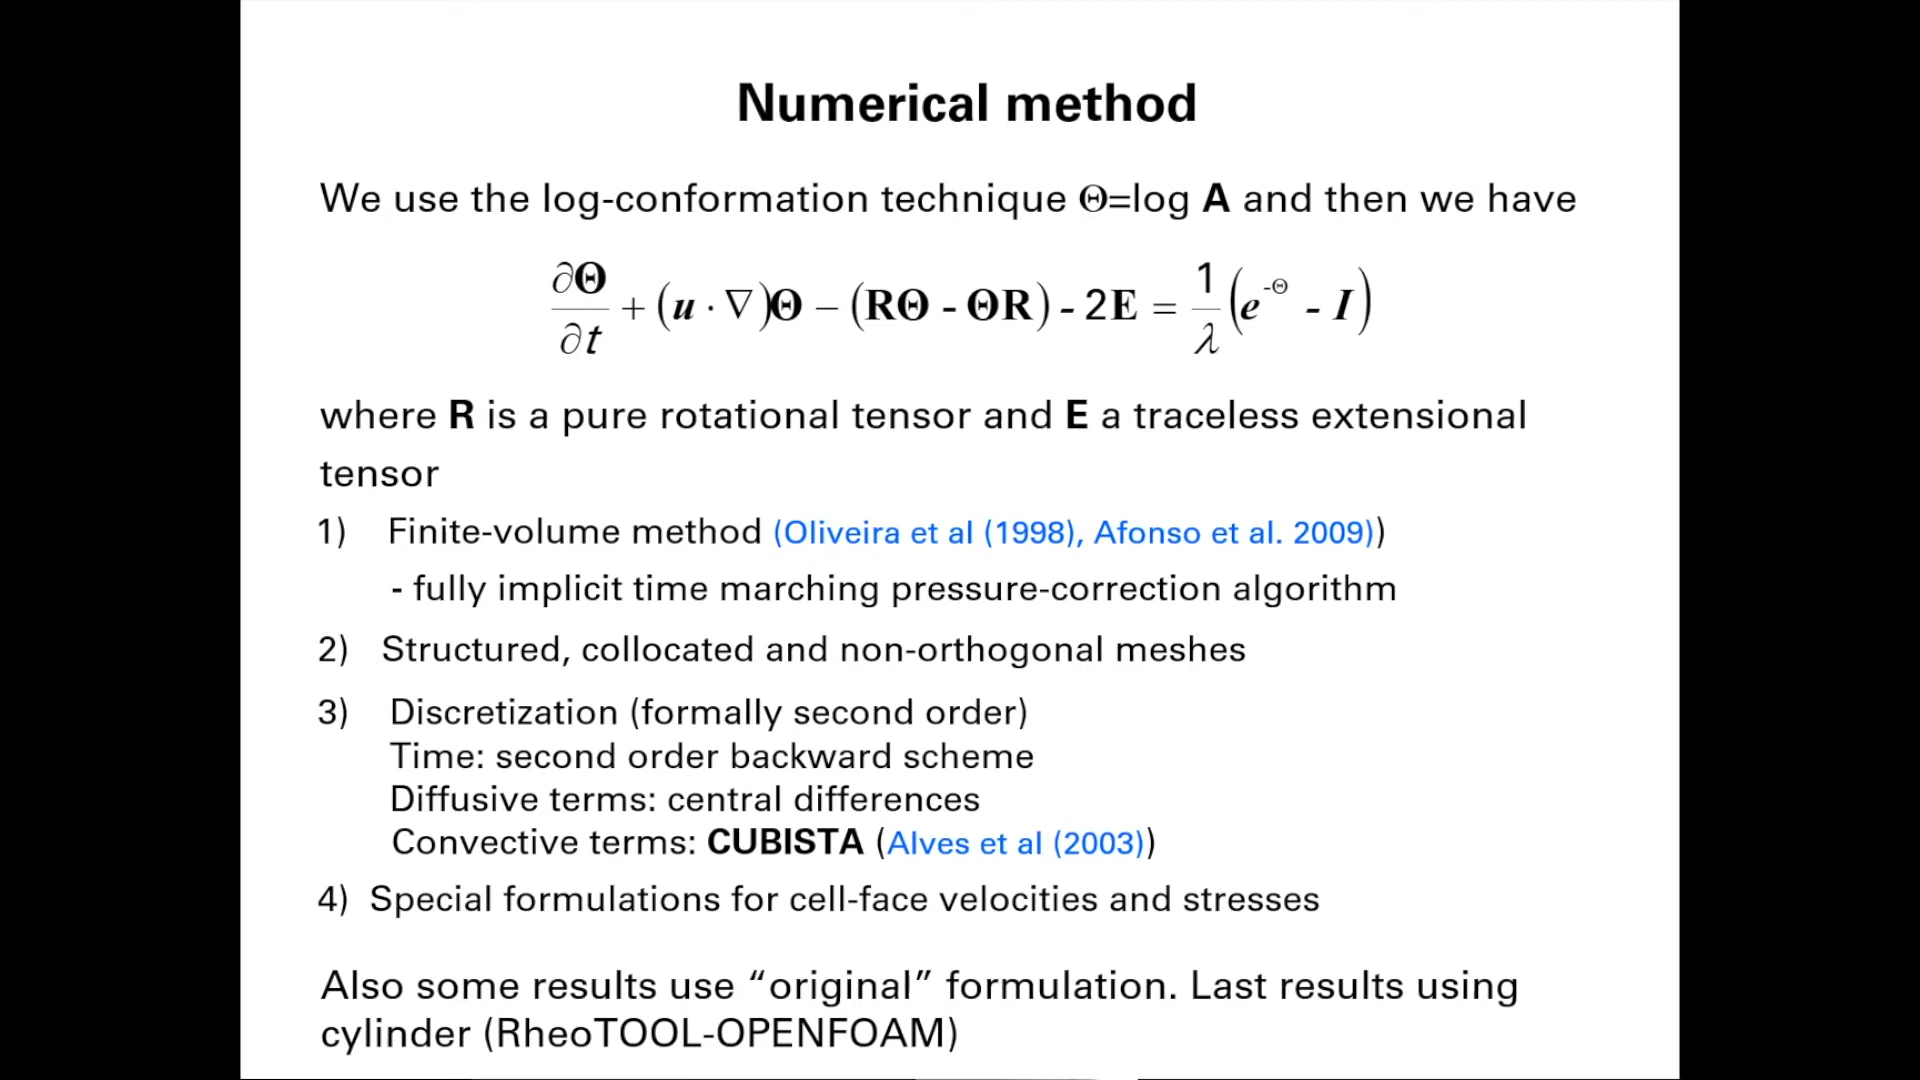 Numerical method
We use the log-conformation technique Θ=log A and then we have
∂Θ/∂t + (u · ∇)Θ – (RΘ - ΘR) - 2E = 1/λ (e^-Θ - I)
where R is a pure rotational tensor and E a traceless extensional
tensor
1) Finite-volume method (Oliveira et al (1998), Afonso et al. 2009))
- fully implicit time marching pressure-correction algorithm
2) Structured, collocated and non-orthogonal meshes
3) Discretization (formally second order)
Time: second order backward scheme
Diffusive terms: central differences
Convective terms: CUBISTA (Alves et al (2003))
4) Special formulations for cell-face velocities and stresses
Also some results use “original” formulation. Last results using
cylinder (RheoTOOL-OPENFOAM)